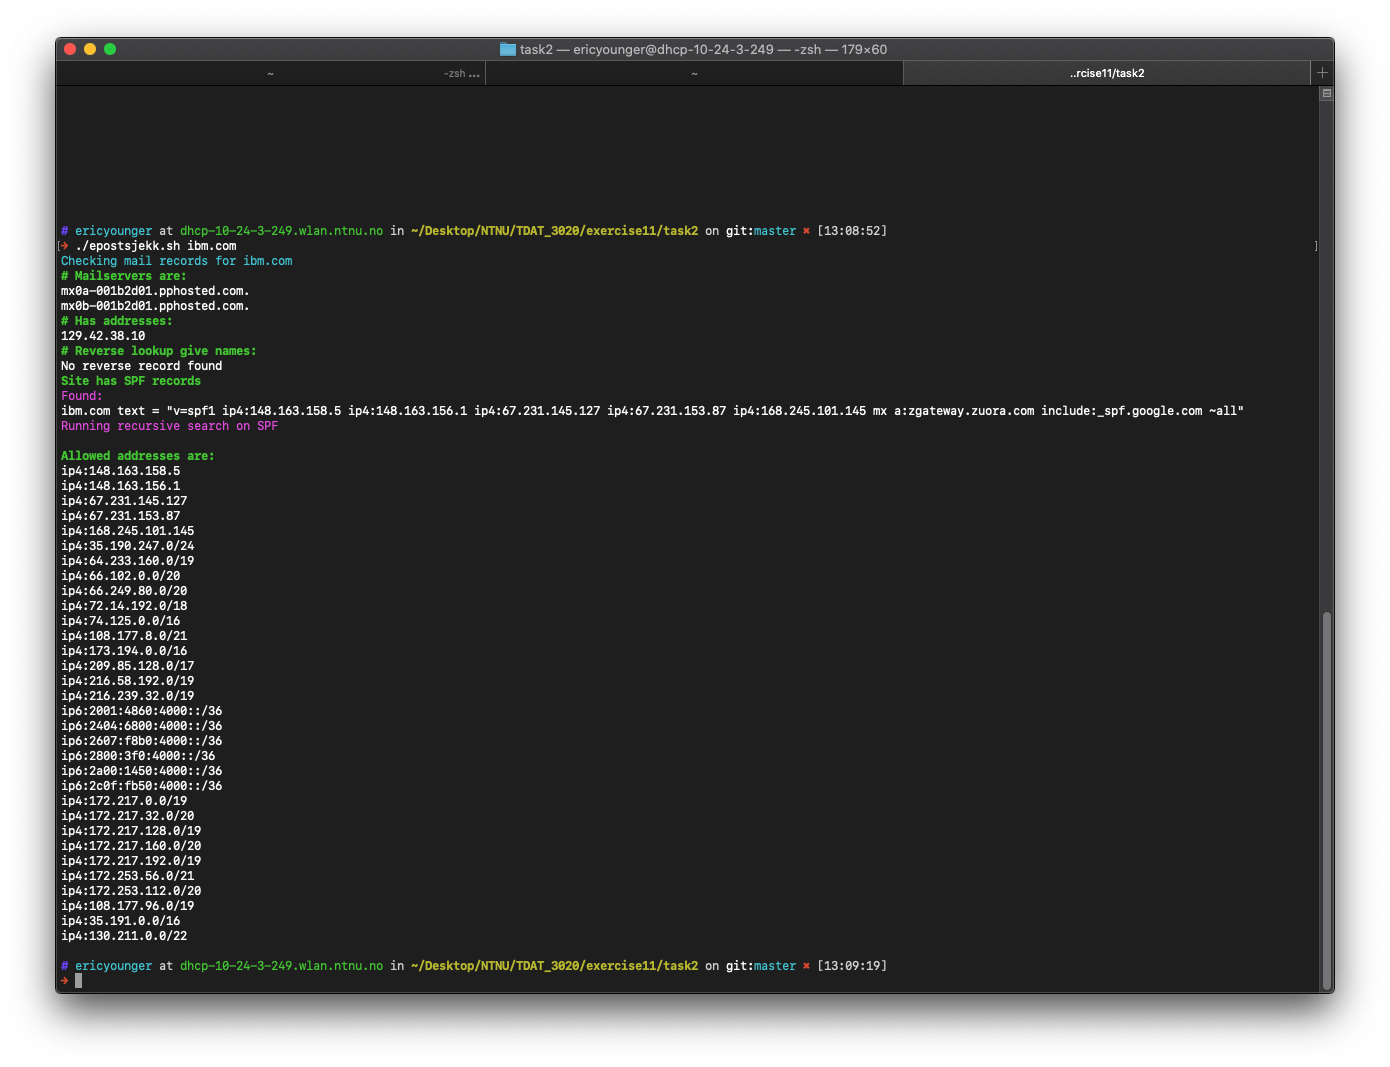 task2 — ericyounger@dhcp-10-24-3-249 — -zsh — 179×60
~ -zsh ... ~ ..rcise11/task2
# ericyounger at dhcp-10-24-3-249.wlan.ntnu.no in ~/Desktop/NTNU/TDAT_3020/exercise11/task2 on git:master ✖ [13:08:52]
[→ ./epostsjekk.sh ibm.com ]
Checking mail records for ibm.com
# Mailservers are:
mx0a-001b2d01.pphosted.com.
mx0b-001b2d01.pphosted.com.
# Has addresses:
129.42.38.10
# Reverse lookup give names:
No reverse record found
Site has SPF records
Found:
ibm.com text = "v=spf1 ip4:148.163.158.5 ip4:148.163.156.1 ip4:67.231.145.127 ip4:67.231.153.87 ip4:168.245.101.145 mx a:zgateway.zuora.com include:_spf.google.com ~all"
Running recursive search on SPF
Allowed addresses are:
ip4:148.163.158.5
ip4:148.163.156.1
ip4:67.231.145.127
ip4:67.231.153.87
ip4:168.245.101.145
ip4:35.190.247.0/24
ip4:64.233.160.0/19
ip4:66.102.0.0/20
ip4:66.249.80.0/20
ip4:72.14.192.0/18
ip4:74.125.0.0/16
ip4:108.177.8.0/21
ip4:173.194.0.0/16
ip4:209.85.128.0/17
ip4:216.58.192.0/19
ip4:216.239.32.0/19
ip6:2001:4860:4000::/36
ip6:2404:6800:4000::/36
ip6:2607:f8b0:4000::/36
ip6:2800:3f0:4000::/36
ip6:2a00:1450:4000::/36
ip6:2c0f:fb50:4000::/36
ip4:172.217.0.0/19
ip4:172.217.32.0/20
ip4:172.217.128.0/19
ip4:172.217.160.0/20
ip4:172.217.192.0/19
ip4:172.253.56.0/21
ip4:172.253.112.0/20
ip4:108.177.96.0/19
ip4:35.191.0.0/16
ip4:130.211.0.0/22
# ericyounger at dhcp-10-24-3-249.wlan.ntnu.no in ~/Desktop/NTNU/TDAT_3020/exercise11/task2 on git:master ✖ [13:09:19]
→